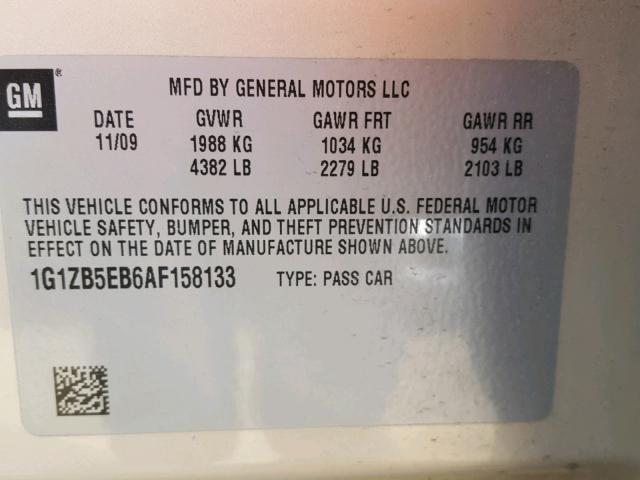 GM®
MFD BY GENERAL MOTORS LLC
DATE GVWR GAWR FRT GAWR RR
11/09 1988 KG 1034 KG 954 KG
4382 LB 2279 LB 2103 LB
THIS VEHICLE CONFORMS TO ALL APPLICABLE U.S. FEDERAL MOTOR
VEHICLE SAFETY, BUMPER, AND THEFT PREVENTION STANDARDS IN
EFFECT ON THE DATE OF MANUFACTURE SHOWN ABOVE.
1G1ZB5EB6AF158133 TYPE: PASS CAR